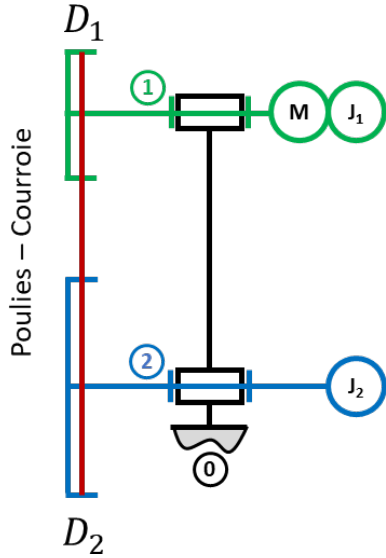 D₁
1
M
J₁
Poulies – Courroie
2
J₂
0
D₂